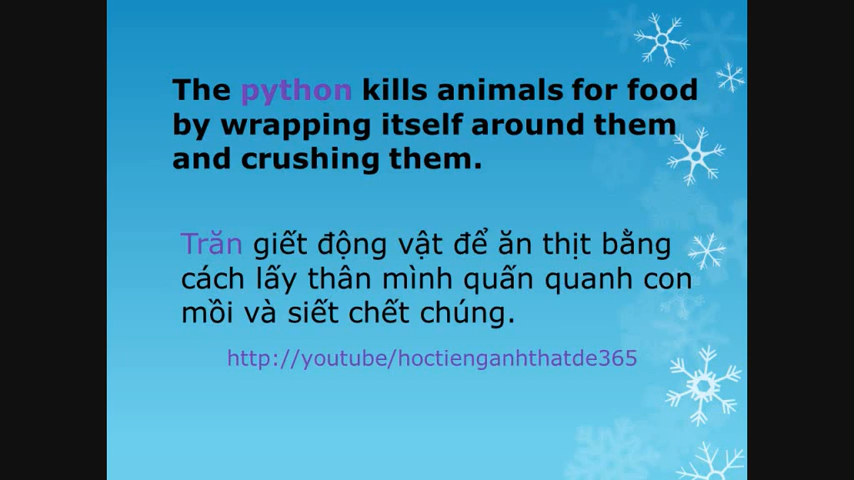 The python kills animals for food
by wrapping itself around them
and crushing them.
Trăn giết động vật để ăn thịt bằng
cách lấy thân mình quấn quanh con
mồi và siết chết chúng.
http://youtube/hoctienganhthatde365